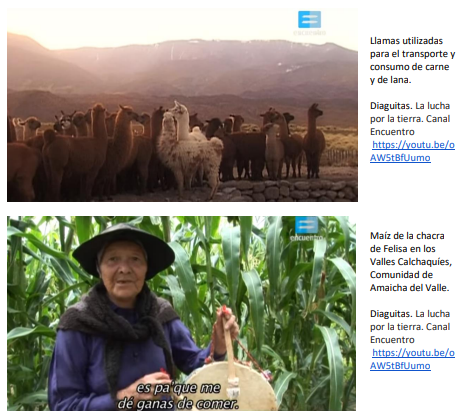 encuentro
Llamas utilizadas
para el transporte y
consumo de carne
y de lana.
Diaguitas. La lucha
por la tierra. Canal
Encuentro
https://youtu.be/o
AW5tBfUumo
encuentro
es pa'que me
dé ganas de comer.
Maíz de la chacra
de Felisa en los
Valles Calchaquíes,
Comunidad de
Amaicha del Valle.
Diaguitas. La lucha
por la tierra. Canal
Encuentro
https://youtu.be/o
AW5tBfUumo